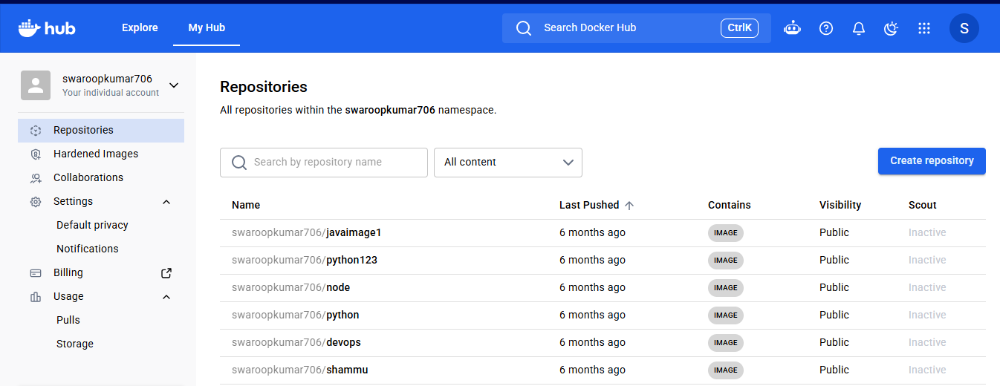 hub Explore My Hub Search Docker Hub CtrlK S
swaroopkumar706
Your individual account
Repositories
Hardened Images
Collaborations
Settings
Default privacy
Notifications
Billing
Usage
Pulls
Storage
Repositories
All repositories within the swaroopkumar706 namespace.
Search by repository name All content Create repository
Name Last Pushed Contains Visibility Scout
swaroopkumar706/javaimage1 6 months ago IMAGE Public Inactive
swaroopkumar706/python123 6 months ago IMAGE Public Inactive
swaroopkumar706/node 6 months ago IMAGE Public Inactive
swaroopkumar706/python 6 months ago IMAGE Public Inactive
swaroopkumar706/devops 6 months ago IMAGE Public Inactive
swaroopkumar706/shammu 6 months ago IMAGE Public Inactive